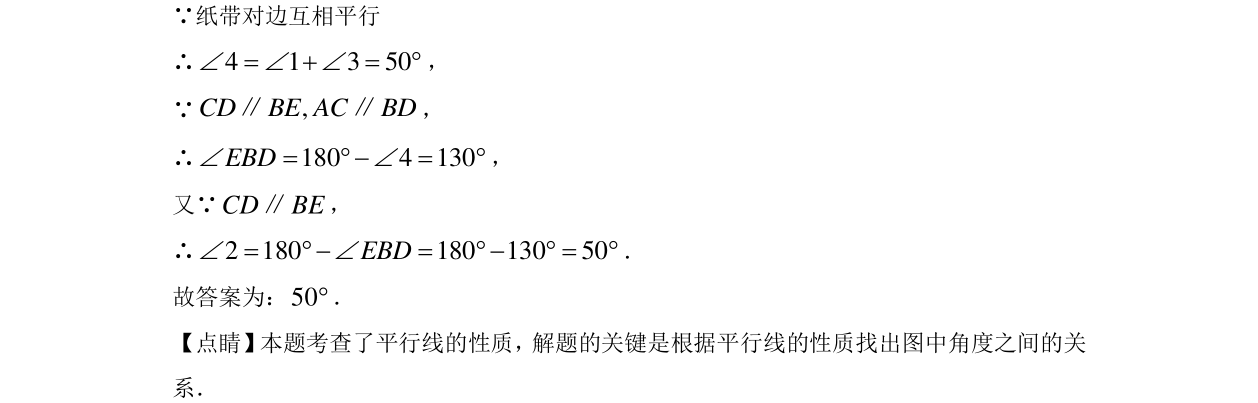 ∵纸带对边互相平行
∴∠4=∠1+∠3=50°，
∵CD∥BE,AC∥BD，
∴∠EBD=180°−∠4=130°，
又∵CD∥BE，
∴∠2=180°−∠EBD=180°−130°=50°．
故答案为：50°．
【点睛】本题考查了平行线的性质，解题的关键是根据平行线的性质找出图中角度之间的关
系．